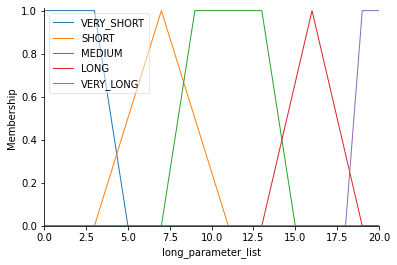 VERY_SHORT
SHORT
MEDIUM
LONG
VERY_LONG
Membership
1.0
0.8
0.6
0.4
0.2
0.0
0.0 2.5 5.0 7.5 10.0 12.5 15.0 17.5 20.0
long_parameter_list